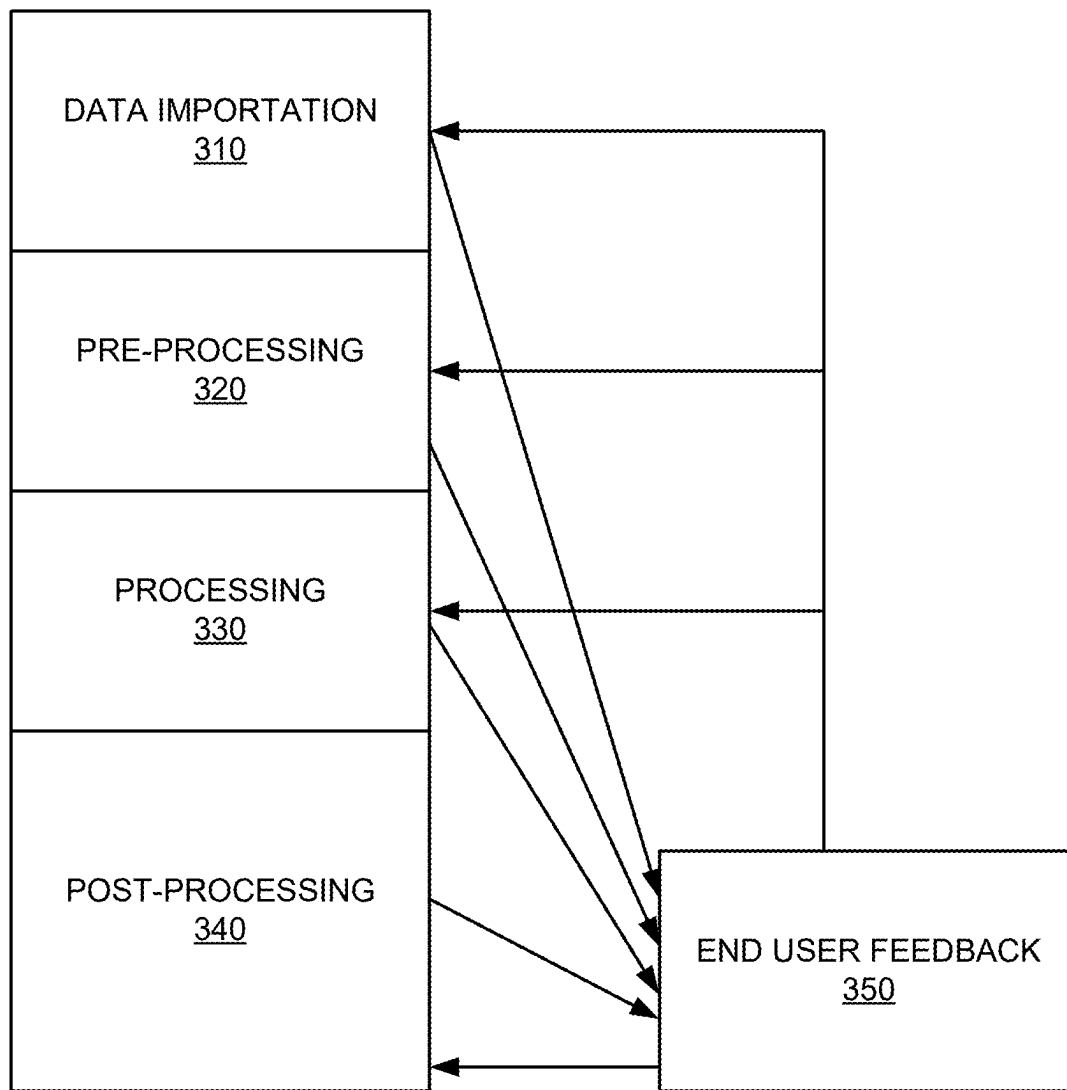 DATA IMPORTATION
310
PRE-PROCESSING
320
PROCESSING
330
POST-PROCESSING
340
END USER FEEDBACK
350